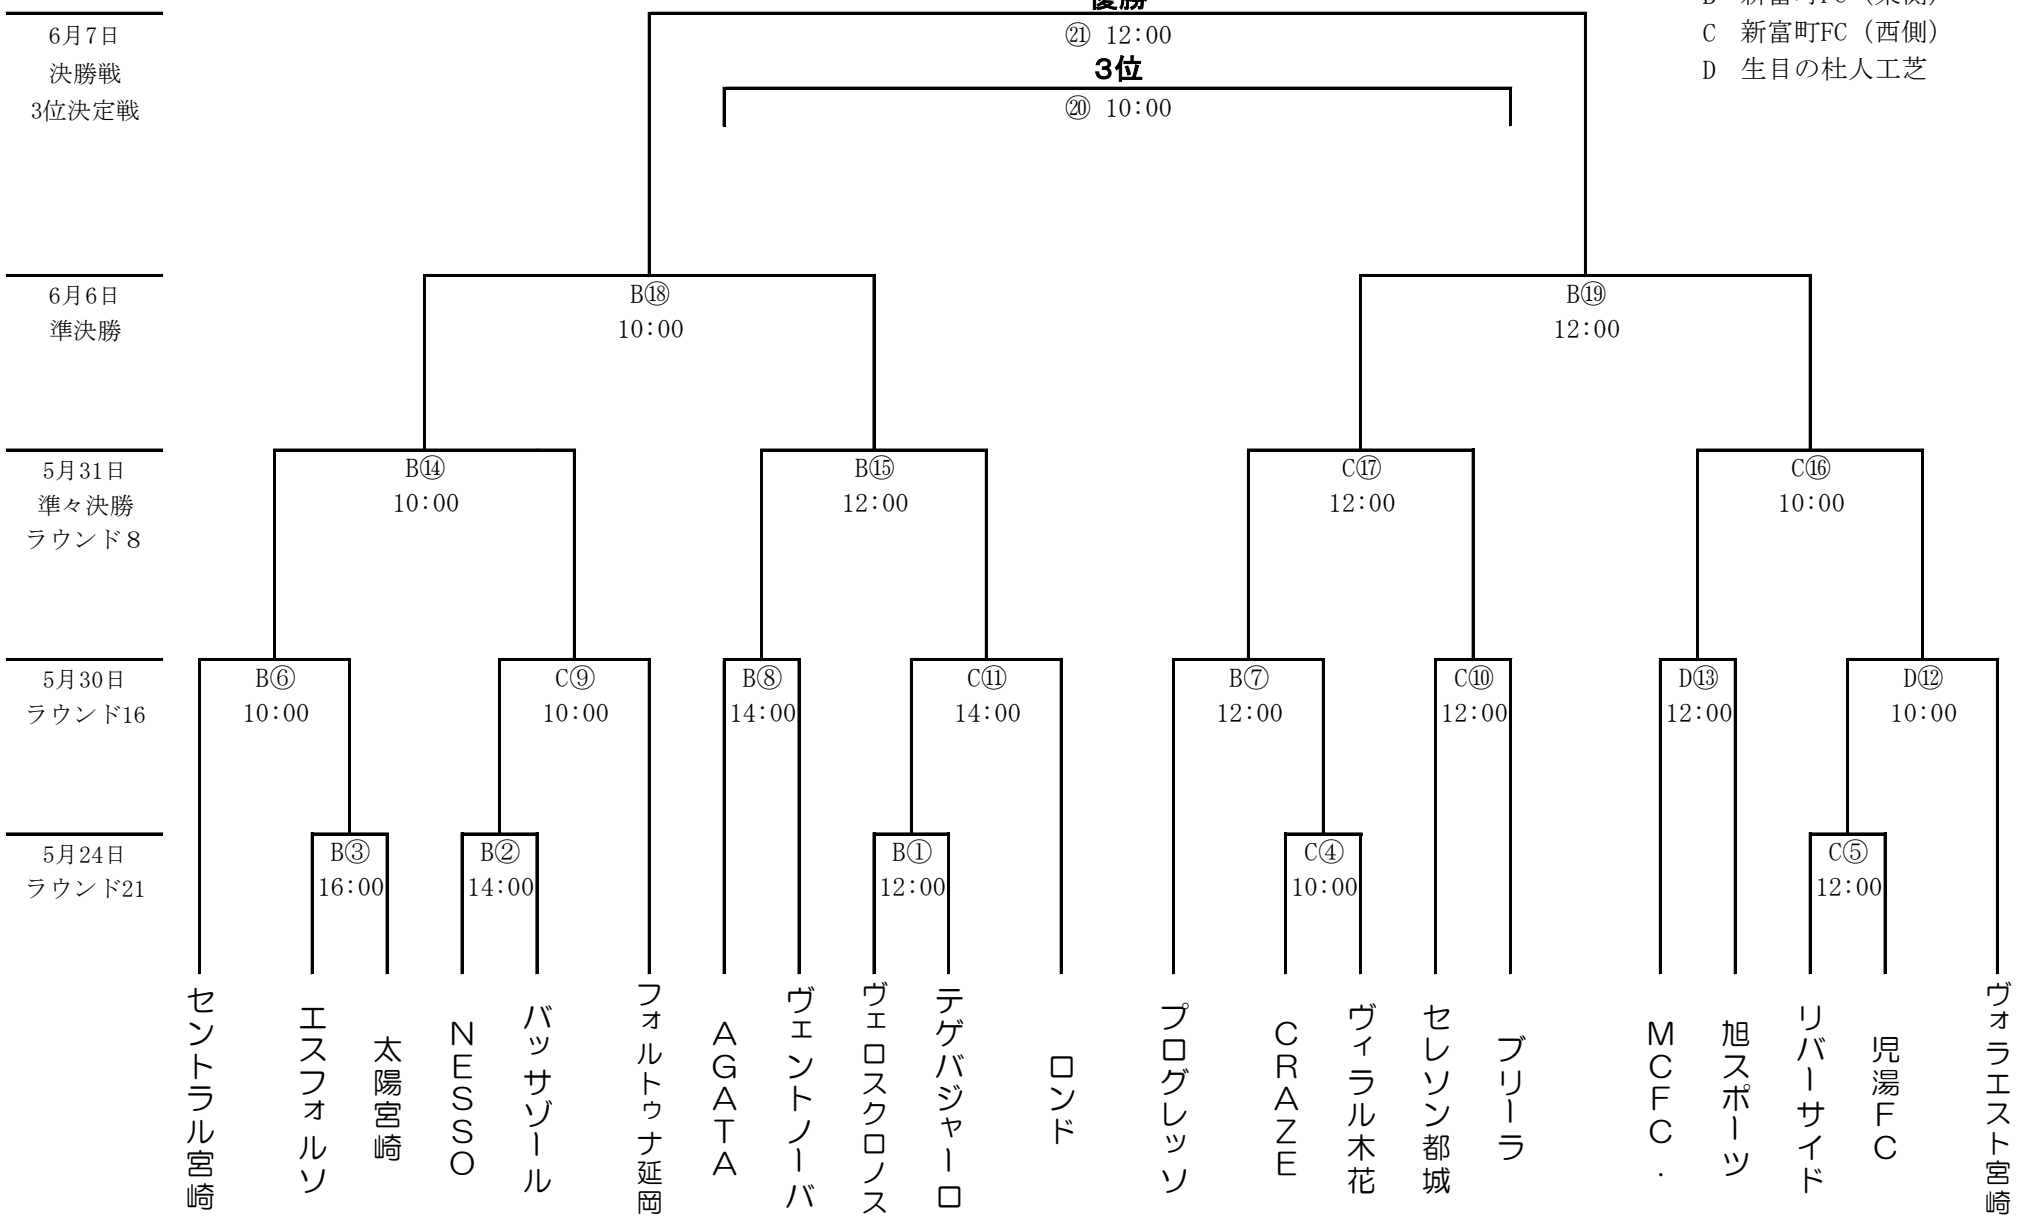 優勝
B 新富町FC（東側）
6月7日
㉑ 12:00
C 新富町FC（西側）
決勝戦
3位
D 生目の杜人工芝
3位決定戦
⑳ 10:00
6月6日
B⑱
B⑲
準決勝
10:00
12:00
5月31日
B⑭
B⑮
C⑰
C⑯
準々決勝
10:00
12:00
12:00
10:00
ラウンド８
5月30日
B⑥
C⑨
B⑧
C⑪
B⑦
C⑩
D⑬
D⑫
ラウンド16
10:00
10:00
14:00
14:00
12:00
12:00
12:00
10:00
5月24日
B③
B②
B①
C④
C⑤
ラウンド21
16:00
14:00
12:00
10:00
12:00
セントラル宮崎
エスフォルソ
太陽宮崎
NESSO
バッサゾール
フォルトゥナ延岡
AGATA
ヴェントノーバ
ヴェロスクロノス
テゲバジャーロ
ロンド
プログレッソ
CRAZE
ヴィラル木花
セレソン都城
ブリーラ
MCFC.
旭スポーツ
リバーサイド
児湯FC
ヴォラエスト宮崎